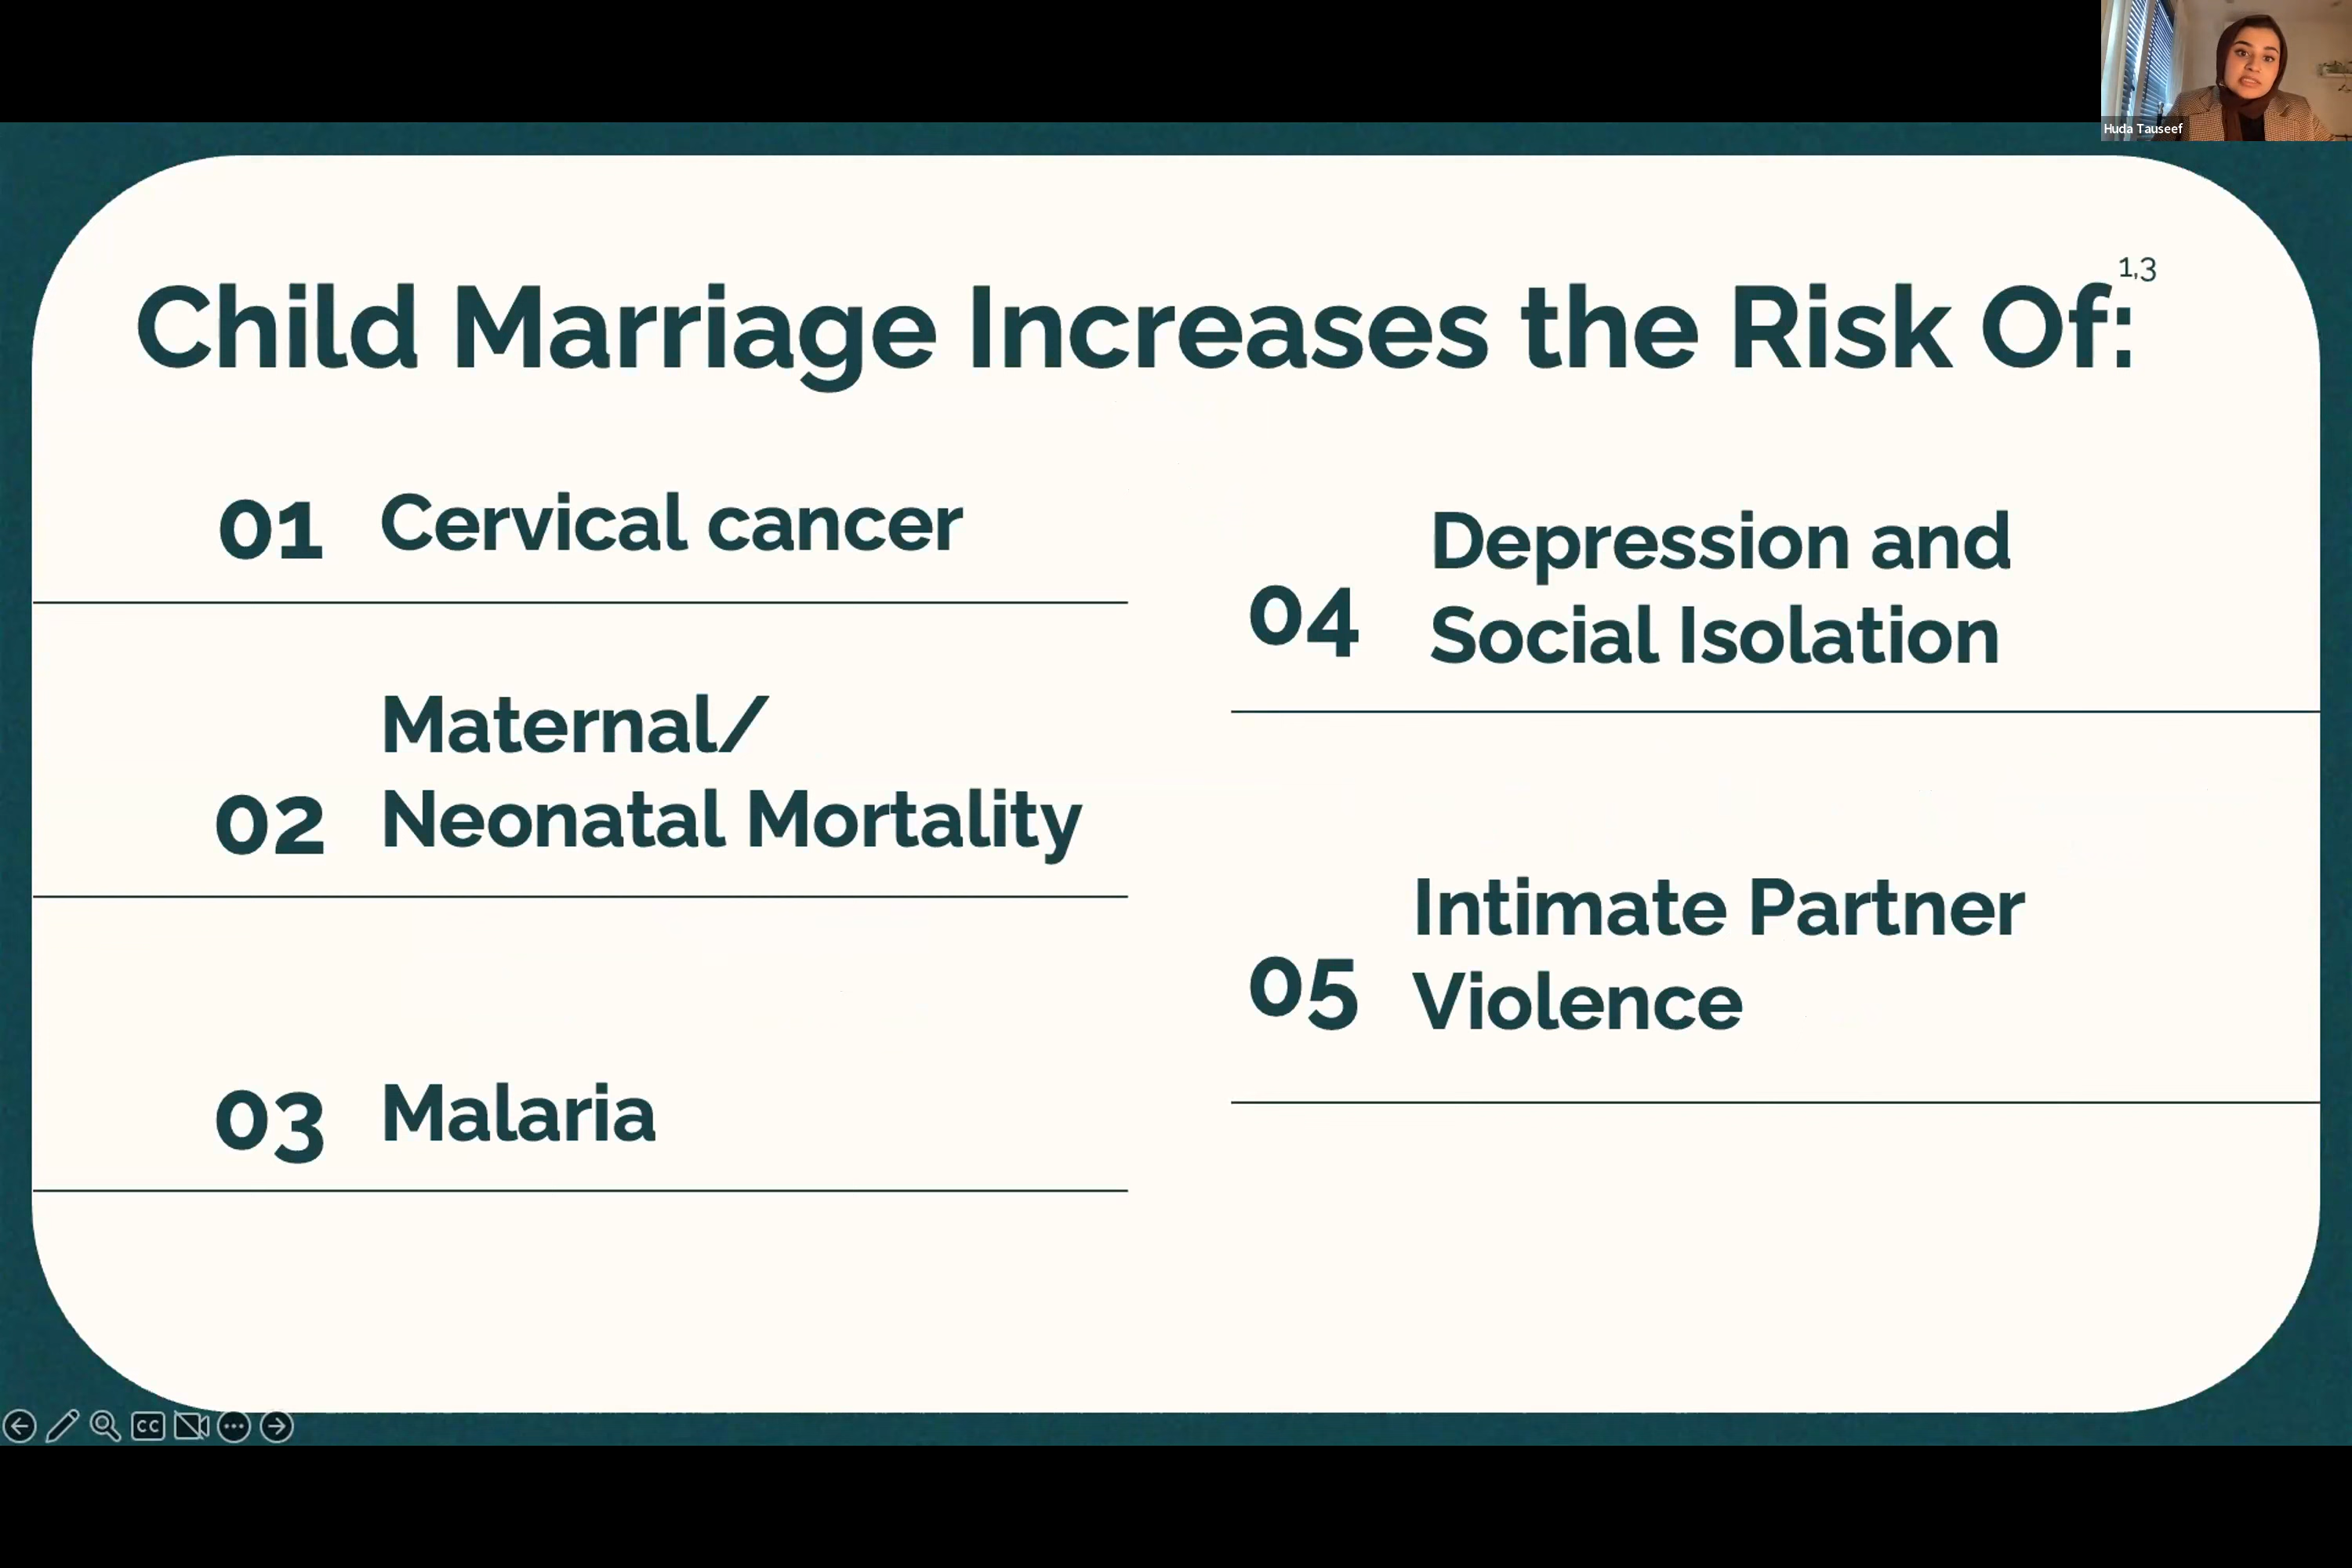 Huda Tauseef
Child Marriage Increases the Risk Of:
1,3
01 Cervical cancer
02 Maternal/
Neonatal Mortality
03 Malaria
04 Depression and
Social Isolation
05 Intimate Partner
Violence
CC